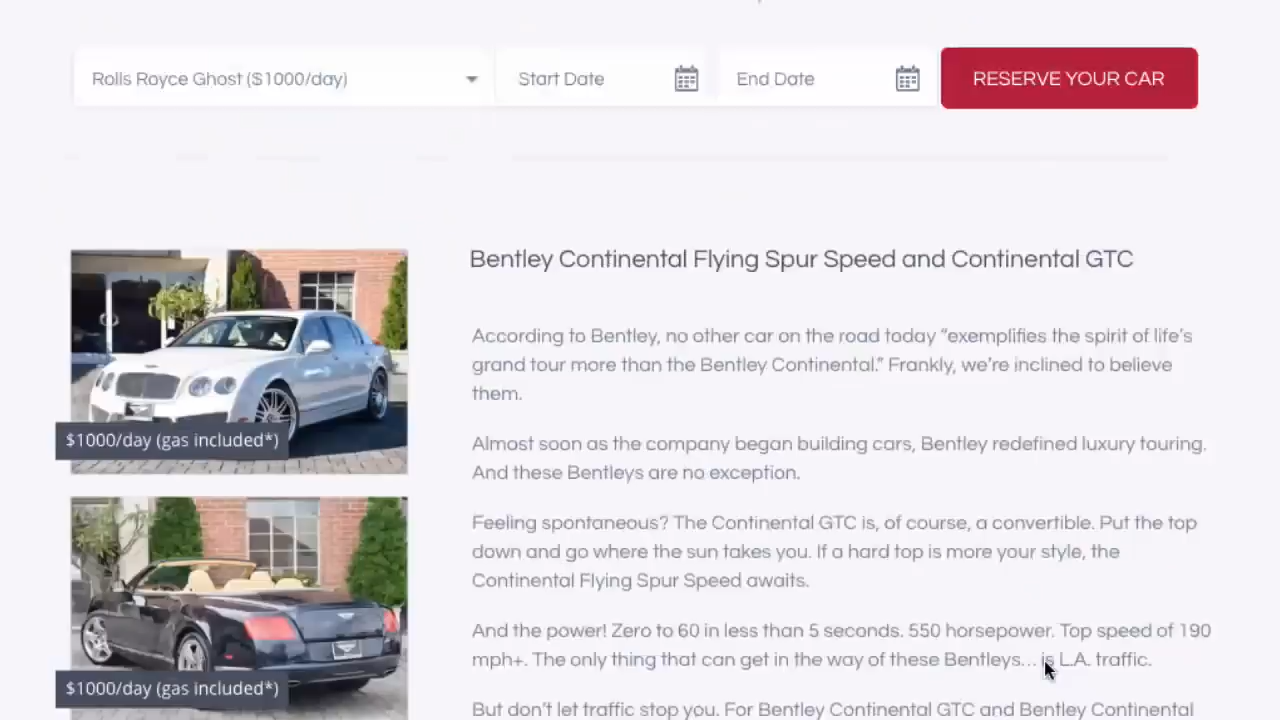 Rolls Royce Ghost ($1000/day)
Start Date
End Date
RESERVE YOUR CAR
Bentley Continental Flying Spur Speed and Continental GTC
According to Bentley, no other car on the road today “exemplifies the spirit of life’s
grand tour more than the Bentley Continental.” Frankly, we’re inclined to believe
them.
Almost soon as the company began building cars, Bentley redefined luxury touring.
And these Bentleys are no exception.
$1000/day (gas included*)
Feeling spontaneous? The Continental GTC is, of course, a convertible. Put the top
down and go where the sun takes you. If a hard top is more your style, the
Continental Flying Spur Speed awaits.
And the power! Zero to 60 in less than 5 seconds. 550 horsepower. Top speed of 190
mph+. The only thing that can get in the way of these Bentleys… is L.A. traffic.
$1000/day (gas included*)
But don’t let traffic stop you. For Bentley Continental GTC and Bentley Continental